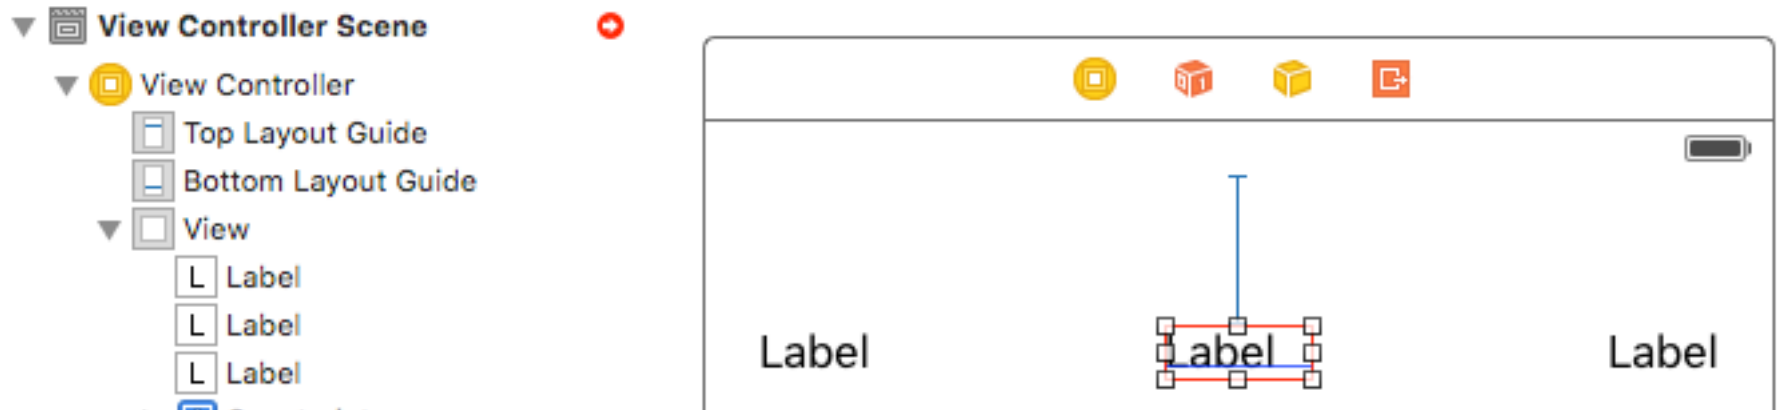 View Controller Scene
View Controller
Top Layout Guide
Bottom Layout Guide
View
L Label
L Label
L Label
Label Label Label